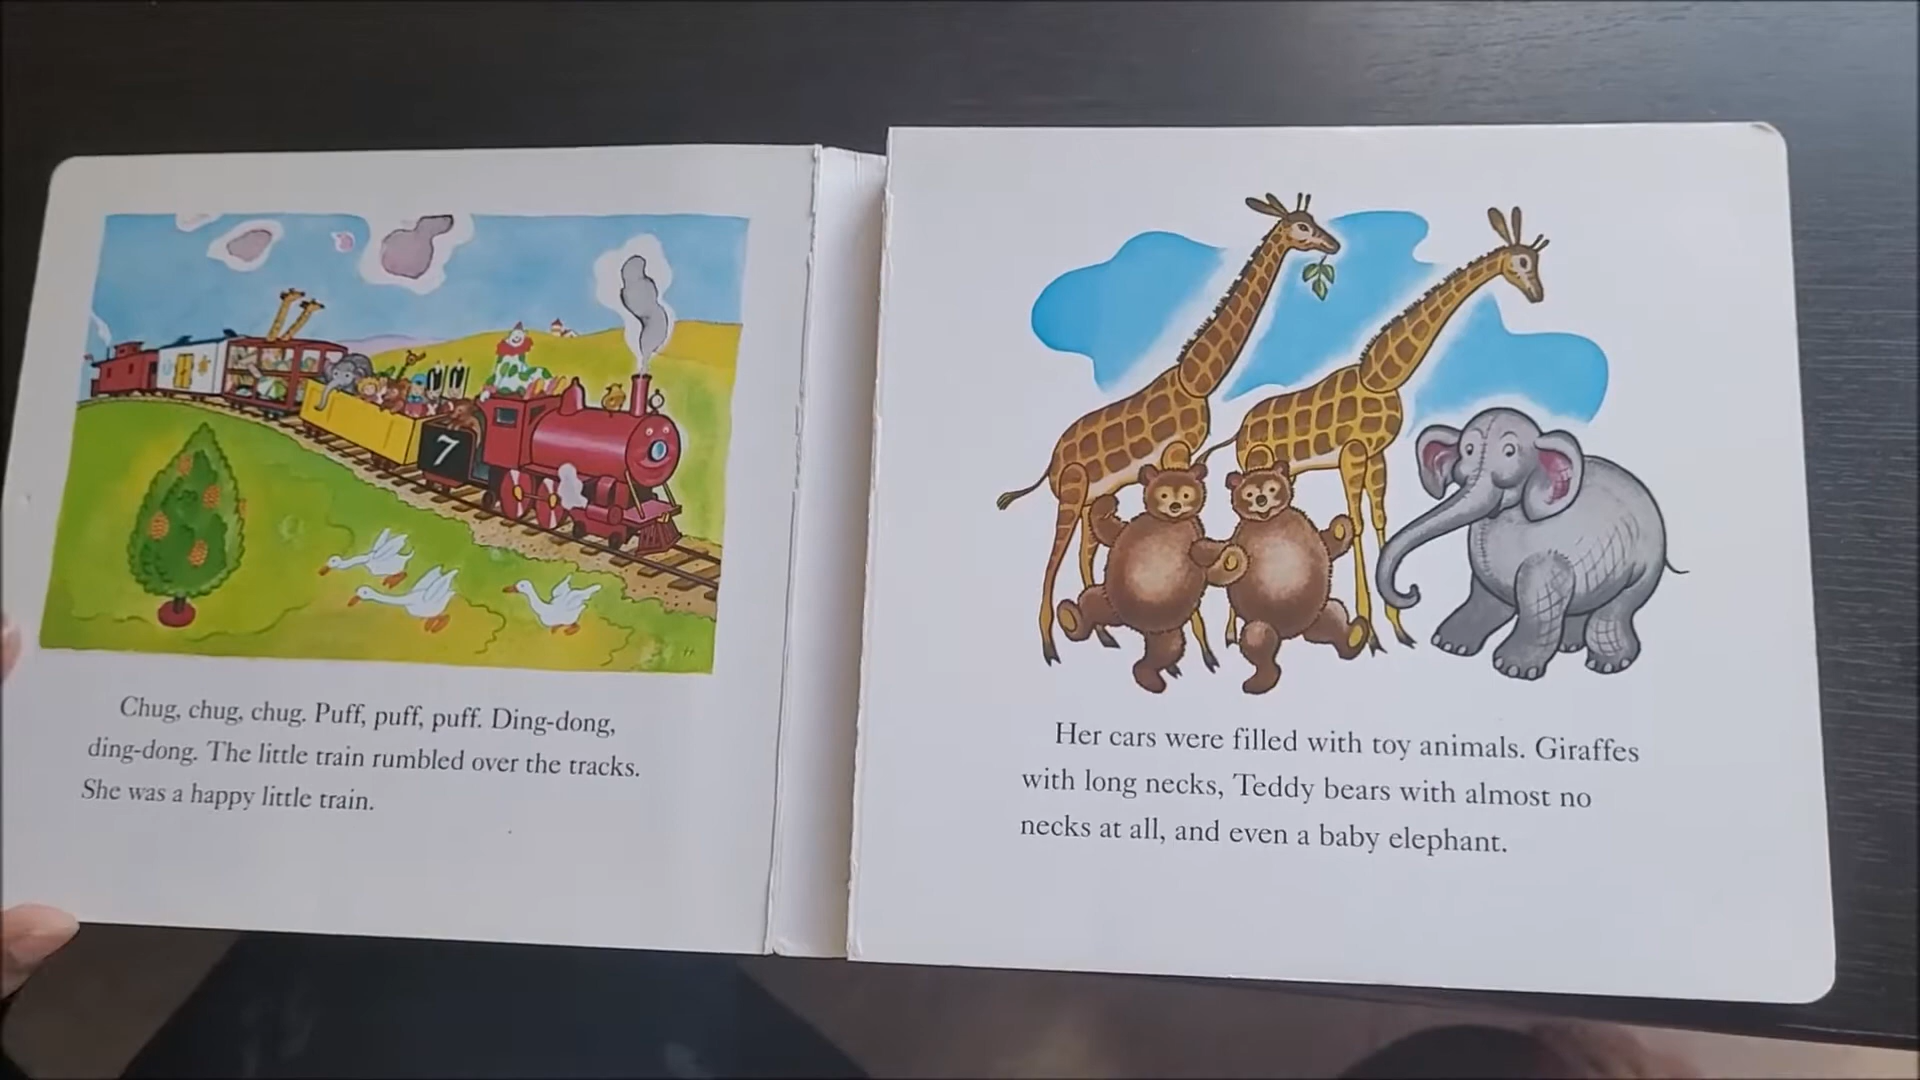 7
Chug, chug, chug. Puff, puff, puff. Ding-dong,
ding-dong. The little train rumbled over the tracks.
She was a happy little train.
Her cars were filled with toy animals. Giraffes
with long necks, Teddy bears with almost no
necks at all, and even a baby elephant.